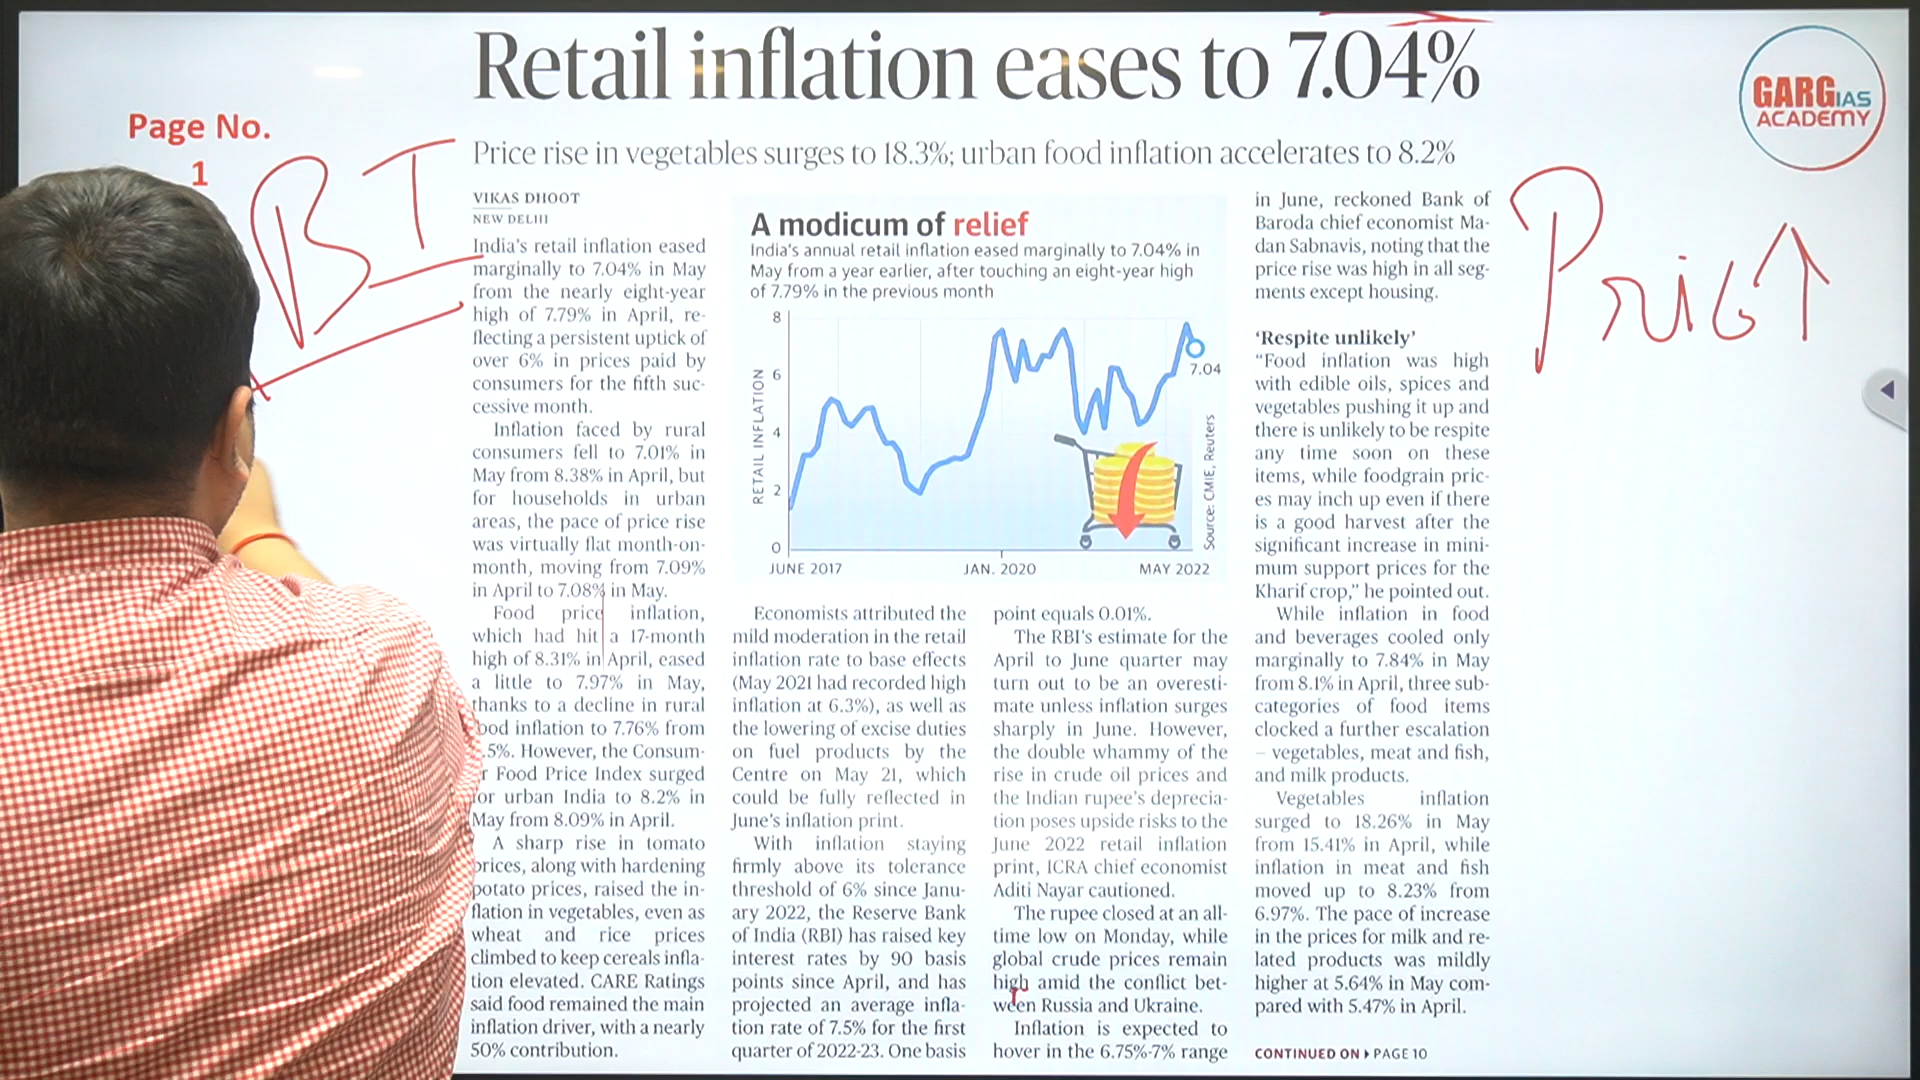 Retail inflation eases to 7.04%
GARG IAS
ACADEMY
Page No.
1
BI
Price ↑
Price rise in vegetables surges to 18.3%; urban food inflation accelerates to 8.2%
VIKAS DHOOT
NEW DELHI
India's retail inflation eased
marginally to 7.04% in May
from the nearly eight-year
high of 7.79% in April, re-
flecting a persistent uptick of
over 6% in prices paid by
consumers for the fifth suc-
cessive month.
Inflation faced by rural
consumers fell to 7.01% in
May from 8.38% in April, but
for households in urban
areas, the pace of price rise
was virtually flat month-on-
month, moving from 7.09%
in April to 7.08% in May.
Food price inflation,
which had hit a 17-month
high of 8.31% in April, eased
a little to 7.97% in May,
thanks to a decline in rural
ood inflation to 7.76% from
.5%. However, the Consum-
r Food Price Index surged
or urban India to 8.2% in
May from 8.09% in April.
A sharp rise in tomato
prices, along with hardening
potato prices, raised the in-
flation in vegetables, even as
wheat and rice prices
climbed to keep cereals infla-
tion elevated. CARE Ratings
said food remained the main
inflation driver, with a nearly
50% contribution.
A modicum of relief
India's annual retail inflation eased marginally to 7.04% in
May from a year earlier, after touching an eight-year high
of 7.79% in the previous month
RETAIL INFLATION
8
6
4
2
0
7.04
JUNE 2017
JAN. 2020
MAY 2022
Source: CMIE, Reuters
Economists attributed the
mild moderation in the retail
inflation rate to base effects
(May 2021 had recorded high
inflation at 6.3%), as well as
the lowering of excise duties
on fuel products by the
Centre on May 21, which
could be fully reflected in
June's inflation print.
With inflation staying
firmly above its tolerance
threshold of 6% since Janu-
ary 2022, the Reserve Bank
of India (RBI) has raised key
interest rates by 90 basis
points since April, and has
projected an average infla-
tion rate of 7.5% for the first
quarter of 2022-23. One basis
point equals 0.01%.
The RBI's estimate for the
April to June quarter may
turn out to be an overesti-
mate unless inflation surges
sharply in June. However,
the double whammy of the
rise in crude oil prices and
the Indian rupee's deprecia-
tion poses upside risks to the
June 2022 retail inflation
print, ICRA chief economist
Aditi Nayar cautioned.
The rupee closed at an all-
time low on Monday, while
global crude prices remain
high amid the conflict bet-
ween Russia and Ukraine.
Inflation is expected to
hover in the 6.75%-7% range
in June, reckoned Bank of
Baroda chief economist Ma-
dan Sabnavis, noting that the
price rise was high in all seg-
ments except housing.
'Respite unlikely'
“Food inflation was high
with edible oils, spices and
vegetables pushing it up and
there is unlikely to be respite
any time soon on these
items, while foodgrain pric-
es may inch up even if there
is a good harvest after the
significant increase in mini-
mum support prices for the
Kharif crop,” he pointed out.
While inflation in food
and beverages cooled only
marginally to 7.84% in May
from 8.1% in April, three sub-
categories of food items
clocked a further escalation
– vegetables, meat and fish,
and milk products.
Vegetables inflation
surged to 18.26% in May
from 15.41% in April, while
inflation in meat and fish
moved up to 8.23% from
6.97%. The pace of increase
in the prices for milk and re-
lated products was mildly
higher at 5.64% in May com-
pared with 5.47% in April.
CONTINUED ON ▸ PAGE 10